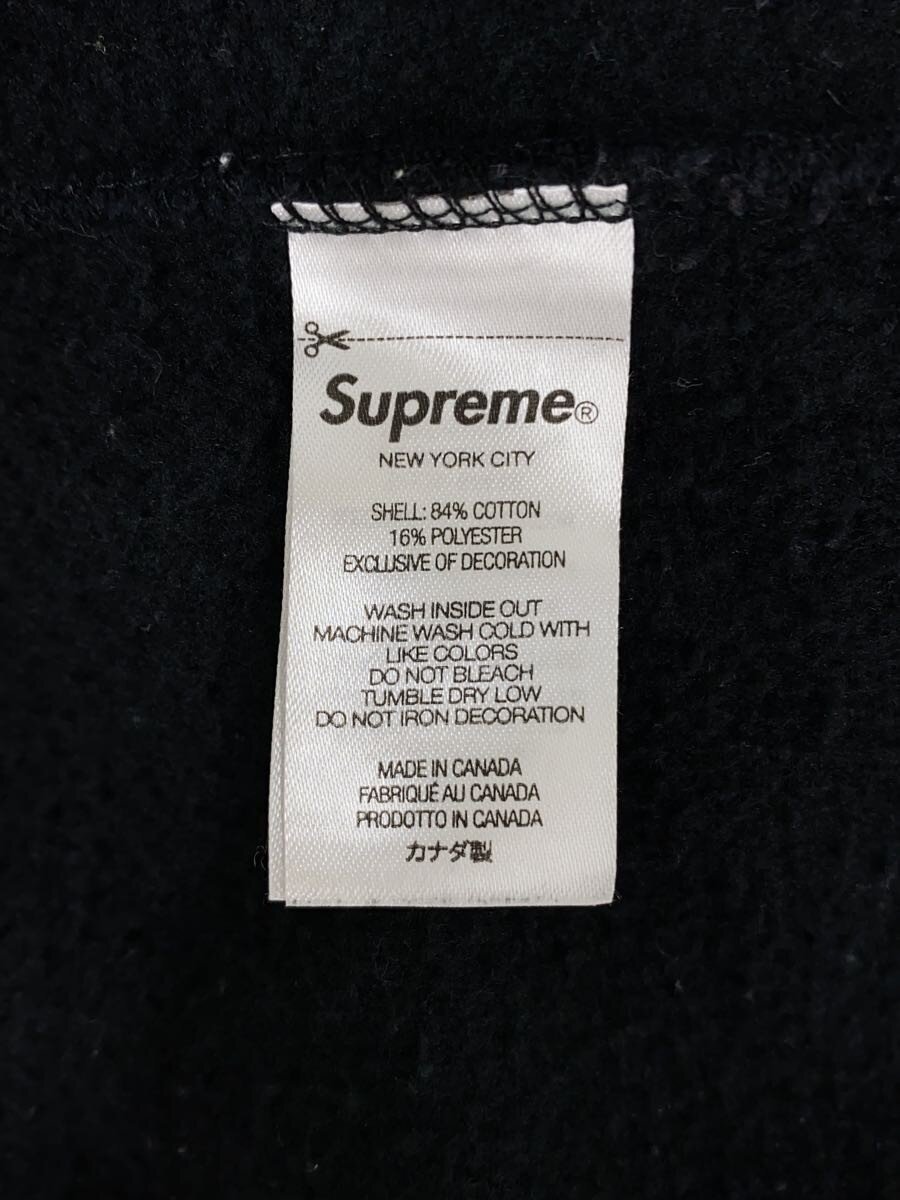 Supreme®
NEW YORK CITY
SHELL: 84% COTTON
16% POLYESTER
EXCLUSIVE OF DECORATION
WASH INSIDE OUT
MACHINE WASH COLD WITH
LIKE COLORS
DO NOT BLEACH
TUMBLE DRY LOW
DO NOT IRON DECORATION
MADE IN CANADA
FABRIQUÉ AU CANADA
PRODOTTO IN CANADA
カナダ製